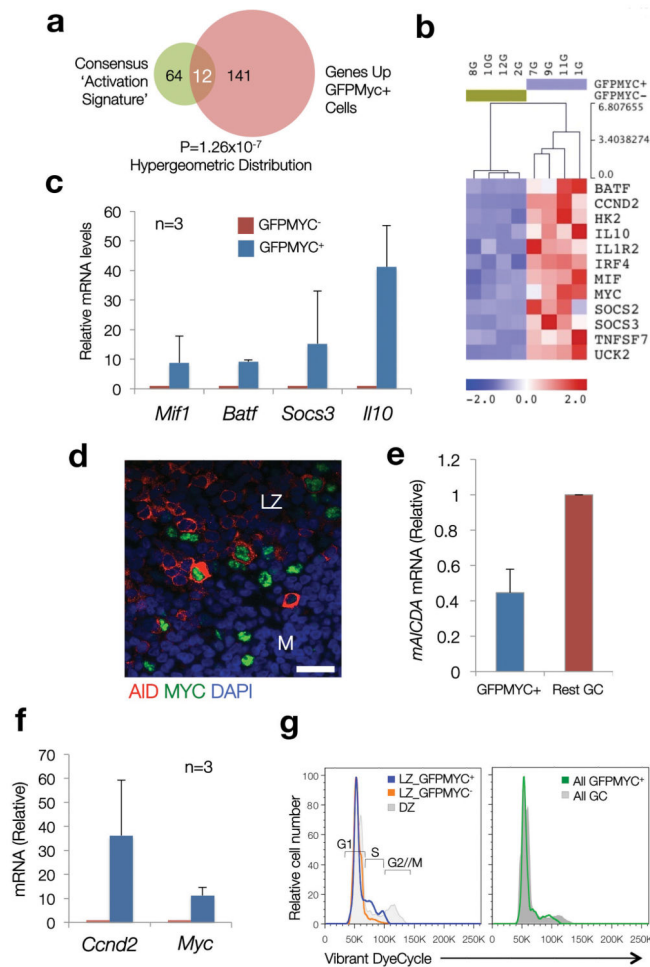 a
Consensus
'Activation
Signature'
64
12
141
Genes Up
GFPMyc+
Cells
P=1.26x10-7
Hypergeometric Distribution
b
8G 10G 12G 2G 7G 9G 11G 1G
GFPMYC+
GFPMYC-
6.807655
3.4038274
0.0
BATF
CCND2
HK2
IL10
IL1R2
IRF4
MIF
MYC
SOCS2
SOCS3
TNFSF7
UCK2
-2.0 0.0 2.0
c
Relative mRNA levels
60
50
40
30
20
10
0
n=3
GFPMYC-
GFPMYC+
Mif1 Batf Socs3 Il10
d
LZ
M
AID MYC DAPI
e
mAICDA mRNA (Relative)
1.2
1
0.8
0.6
0.4
0.2
0
GFPMYC+ Rest GC
f
mRNA (Relative)
70
60
50
40
30
20
10
0
n=3
Ccnd2 Myc
g
Relative cell number
100
80
60
40
20
0
LZ_GFPMYC+
LZ_GFPMYC-
DZ
G1
S
G2//M
0 50K 100K 150K 200K 250K
All GFPMYC+
All GC
0 50K 100K 150K 200K 250K
Vibrant DyeCycle